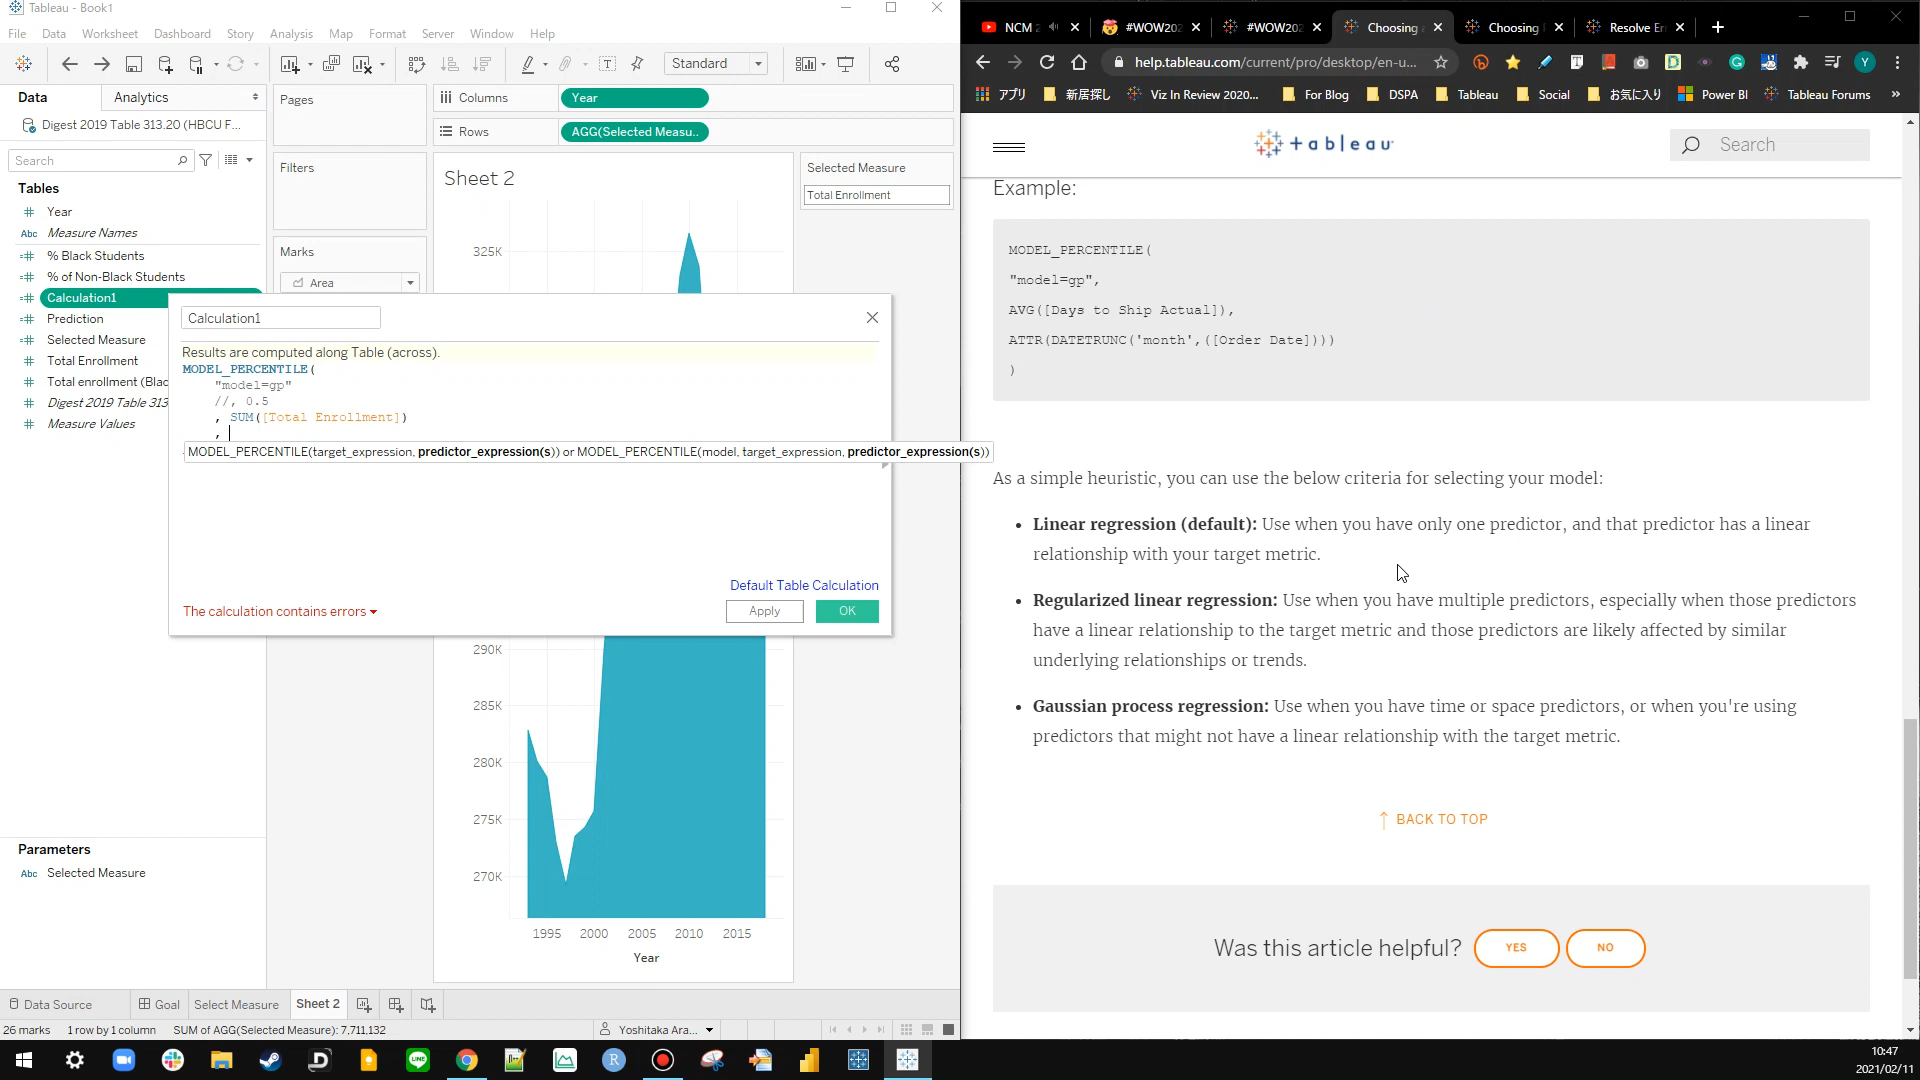 Tableau - Book1
File Data Worksheet Dashboard Story Analysis Map Format Server Window Help
Standard
Data
Analytics
Digest 2019 Table 313.20 (HBCU F...
Search
Tables
Year
Abc Measure Names
% Black Students
% of Non-Black Students
Calculation1
Prediction
Selected Measure
Total Enrollment
Total enrollment (Blac
Digest 2019 Table 313
Measure Values
Parameters
Abc Selected Measure
Pages
Filters
Marks
Area
Columns
Year
Rows
AGG(Selected Measu..
Sheet 2
Selected Measure
Total Enrollment
325K
290K
285K
280K
275K
270K
1995 2000 2005 2010 2015
Year
Calculation1
Results are computed along Table (across).
MODEL_PERCENTILE(
"model=gp"
//, 0.5
, SUM([Total Enrollment])
,
MODEL_PERCENTILE(target_expression, predictor_expression(s)) or MODEL_PERCENTILE(model, target_expression, predictor_expression(s))
Default Table Calculation
The calculation contains errors
Apply
OK
Data Source
Goal
Select Measure
Sheet 2
26 marks
1 row by 1 column
SUM of AGG(Selected Measure): 7,711,132
Yoshitaka Ara...
NCM 2
#WOW202
#WOW202
Choosing
Choosing
Resolve Er
help.tableau.com/current/pro/desktop/en-u...
Y
アプリ
新居探し
Viz In Review 2020...
For Blog
DSPA
Tableau
Social
お気に入り
Power BI
Tableau Forums
»
+ableau
Search
Example:
MODEL_PERCENTILE(
"model=gp",
AVG([Days to Ship Actual]),
ATTR(DATETRUNC('month',([Order Date])))
)
As a simple heuristic, you can use the below criteria for selecting your model:
• Linear regression (default): Use when you have only one predictor, and that predictor has a linear
relationship with your target metric.
• Regularized linear regression: Use when you have multiple predictors, especially when those predictors
have a linear relationship to the target metric and those predictors are likely affected by similar
underlying relationships or trends.
• Gaussian process regression: Use when you have time or space predictors, or when you're using
predictors that might not have a linear relationship with the target metric.
BACK TO TOP
Was this article helpful?
YES
NO
LINE
R
10:47
2021/02/11